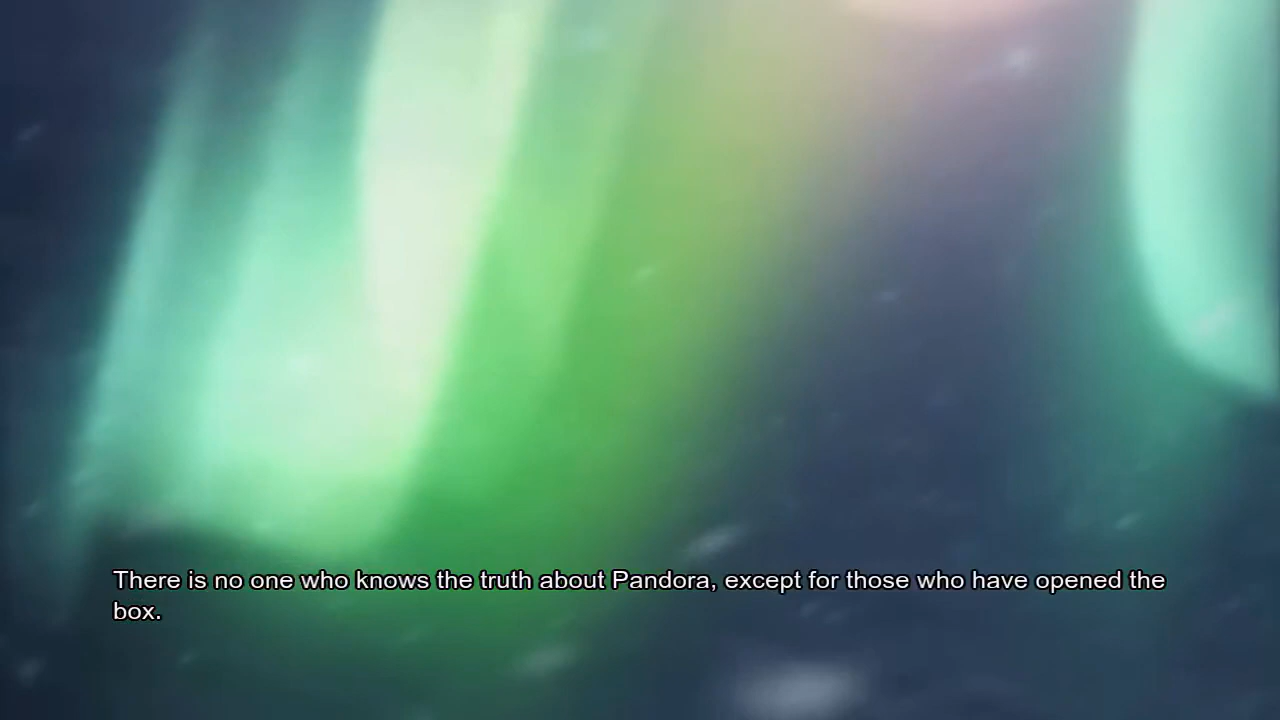 There is no one who knows the truth about Pandora, except for those who have opened the
box.